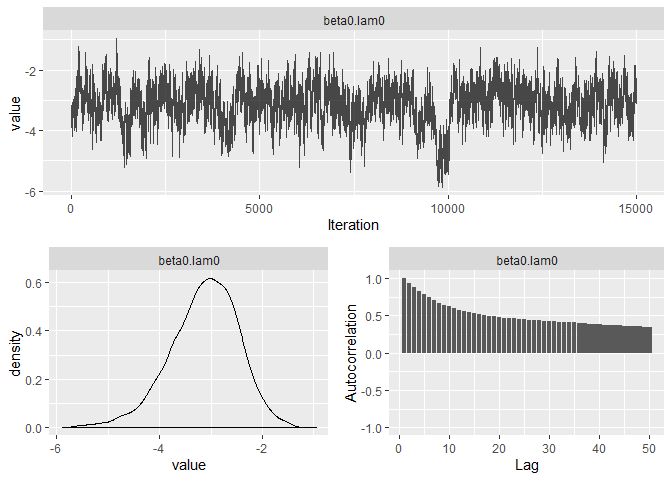 beta0.lam0
-2
-4
-6
value
0
5000
10000
15000
Iteration
beta0.lam0
beta0.lam0
0.6
0.4
0.2
0.0
density
-6
-4
-2
value
1.0
0.5
0.0
-0.5
-1.0
Autocorrelation
0
10
20
30
40
50
Lag